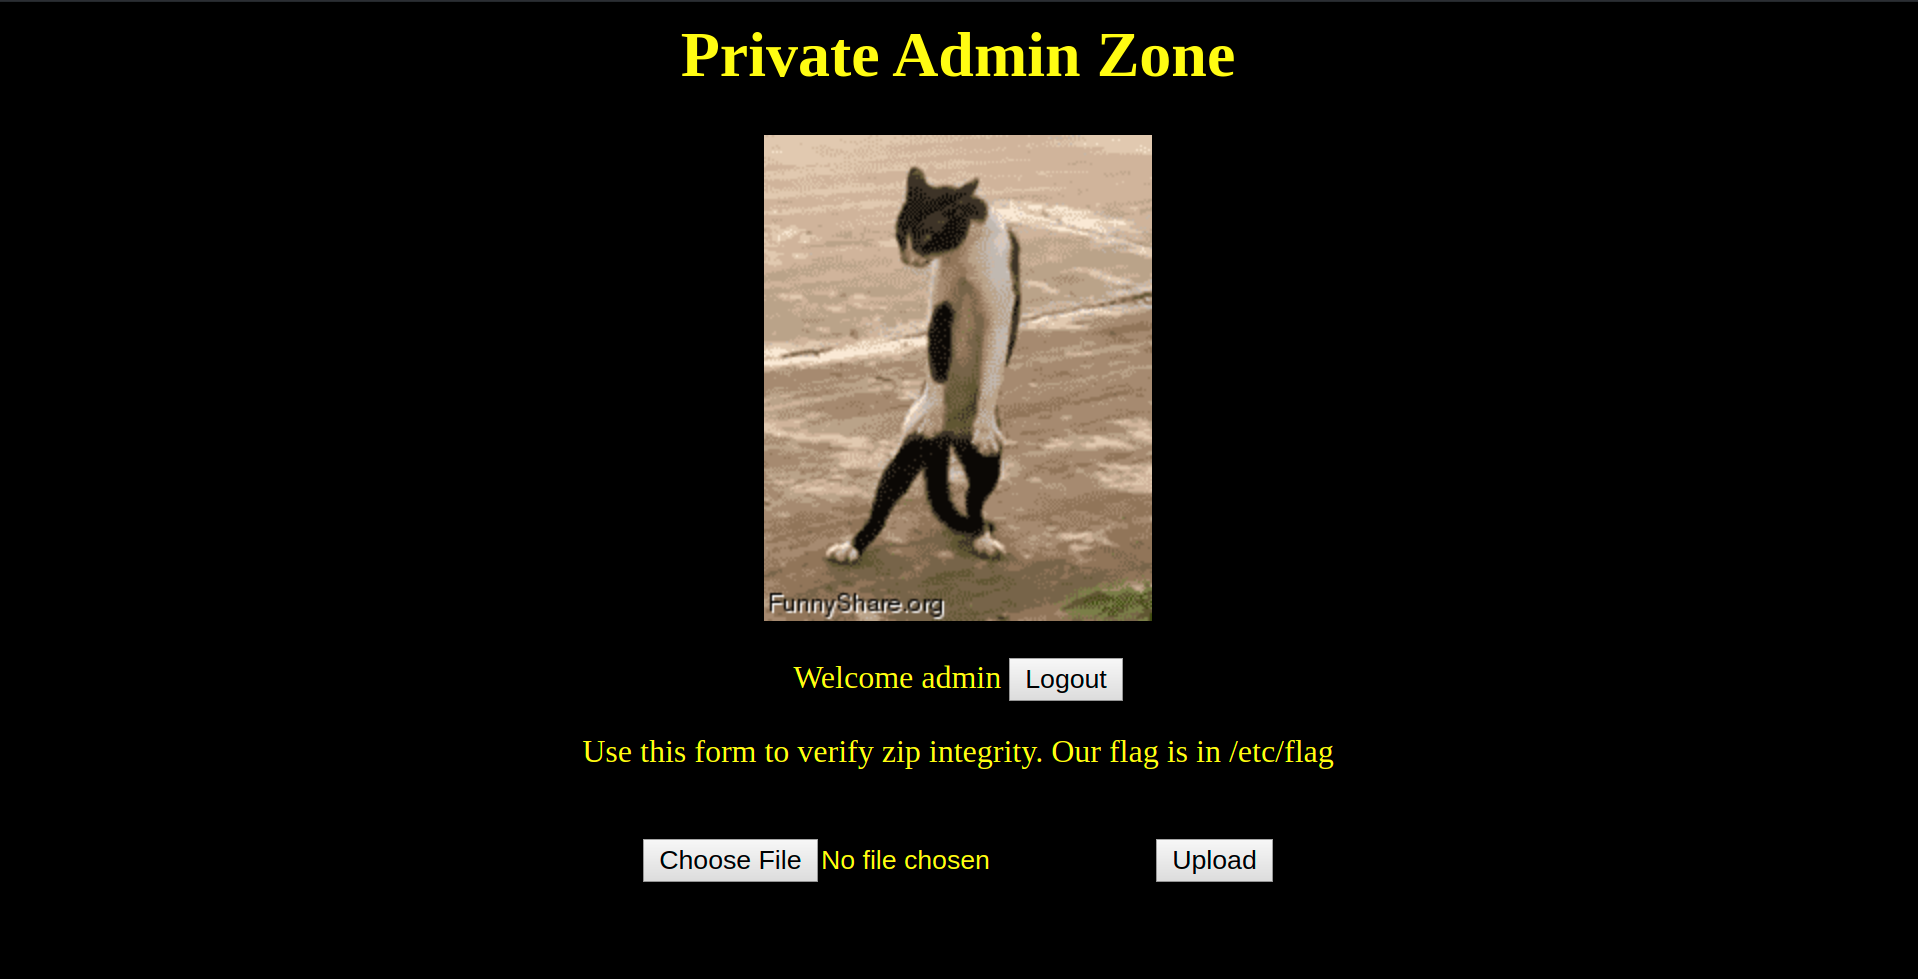 Private Admin Zone
FunnyShare.org
Welcome admin Logout
Use this form to verify zip integrity. Our flag is in /etc/flag
Choose File No file chosen Upload